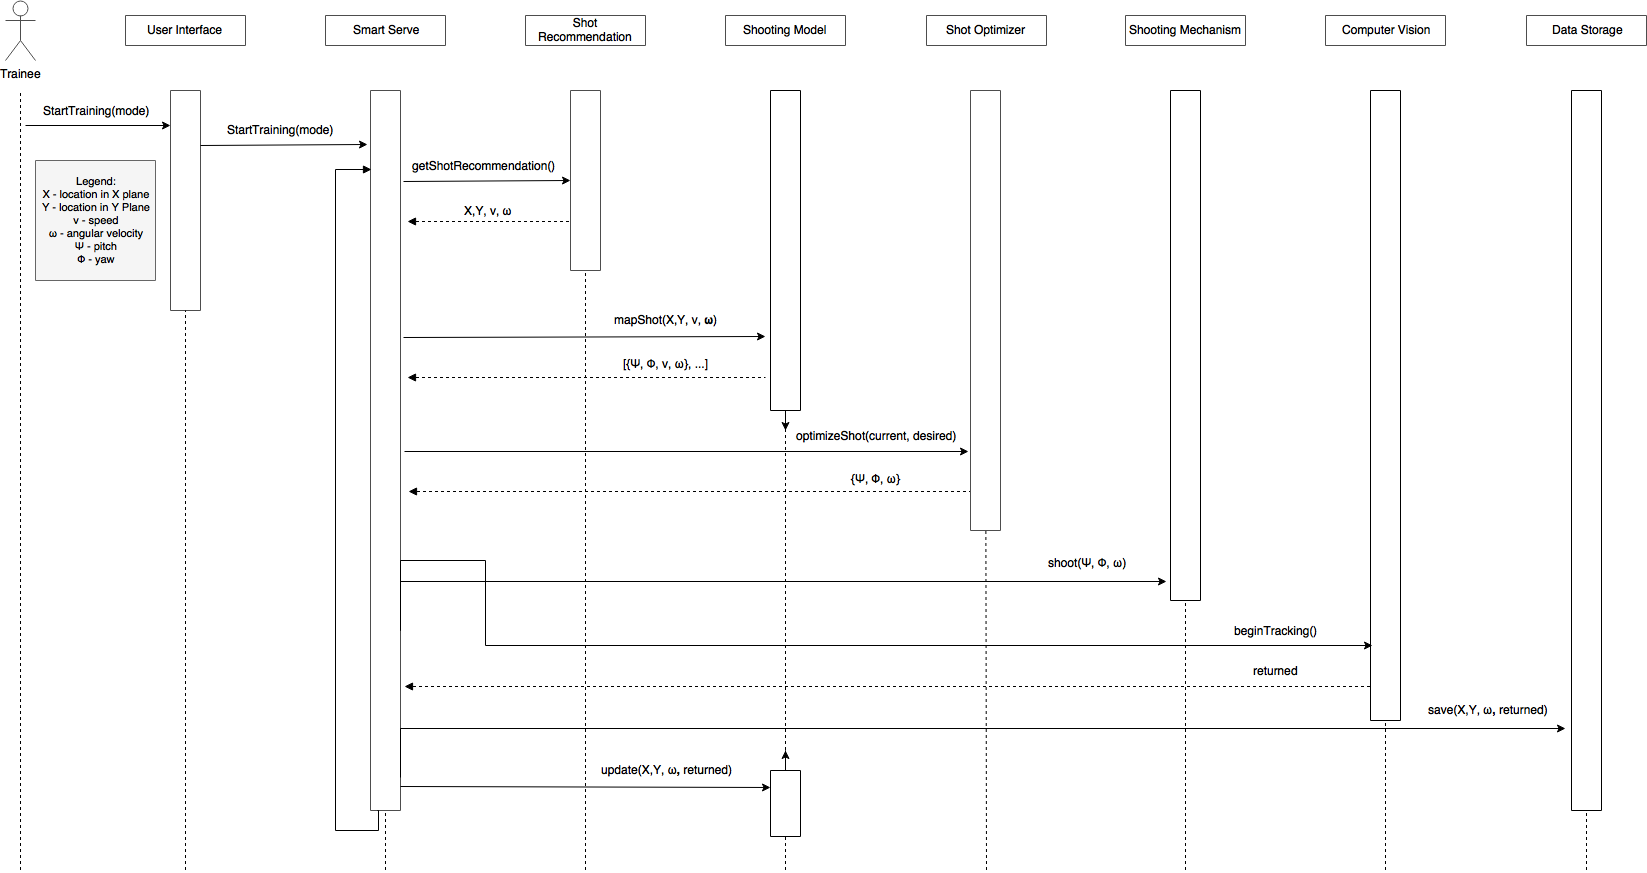 User Interface
Smart Serve
Shot
Recommendation
Shooting Model
Shot Optimizer
Shooting Mechanism
Computer Vision
Data Storage
Trainee
StartTraining(mode)
StartTraining(mode)
getShotRecommendation()
Legend:
X - location in X plane
Y - location in Y Plane
v - speed
ω - angular velocity
Ψ - pitch
Φ - yaw
X,Y, v, ω
mapShot(X,Y, v, ω)
[{Ψ, Φ, v, ω}, ...]
optimizeShot(current, desired)
{Ψ, Φ, ω}
shoot(Ψ, Φ, ω)
beginTracking()
returned
save(X,Y, ω, returned)
update(X,Y, ω, returned)